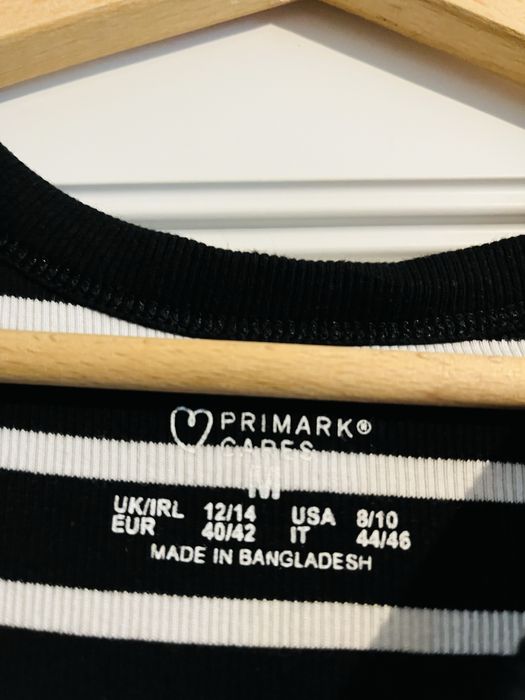 PRIMARK®
CARES
M
UK/IRL 12/14 USA 8/10
EUR 40/42 IT 44/46
MADE IN BANGLADESH